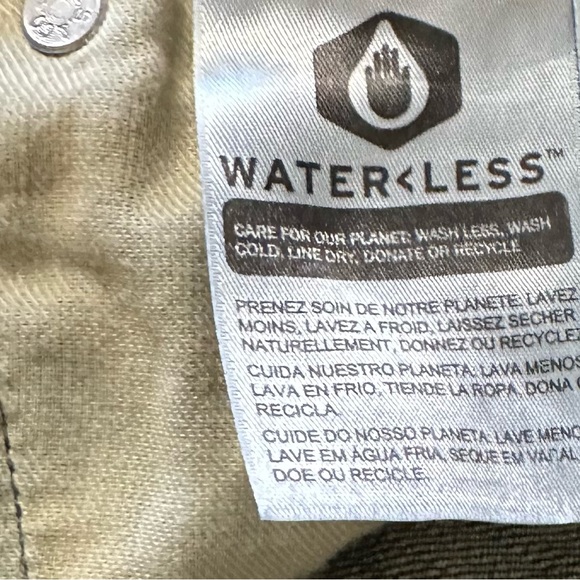 WATER<LESS™
CARE FOR OUR PLANET: WASH LESS, WASH
COLD, LINE DRY, DONATE OR RECYCLE
PRENEZ SOIN DE NOTRE PLANETE: LAVEZ
MOINS, LAVEZ A FROID, LAISSEZ SECHER
NATURELLEMENT, DONNEZ OU RECYCLEZ
CUIDA NUESTRO PLANETA: LAVA MENOS
LAVA EN FRIO, TIENDE LA ROPA, DONA
RECICLA.
CUIDE DO NOSSO PLANETA: LAVE MENO
LAVE EM ÁGUA FRIA, SEQUE EM VARAL
DOE OU RECICLE.